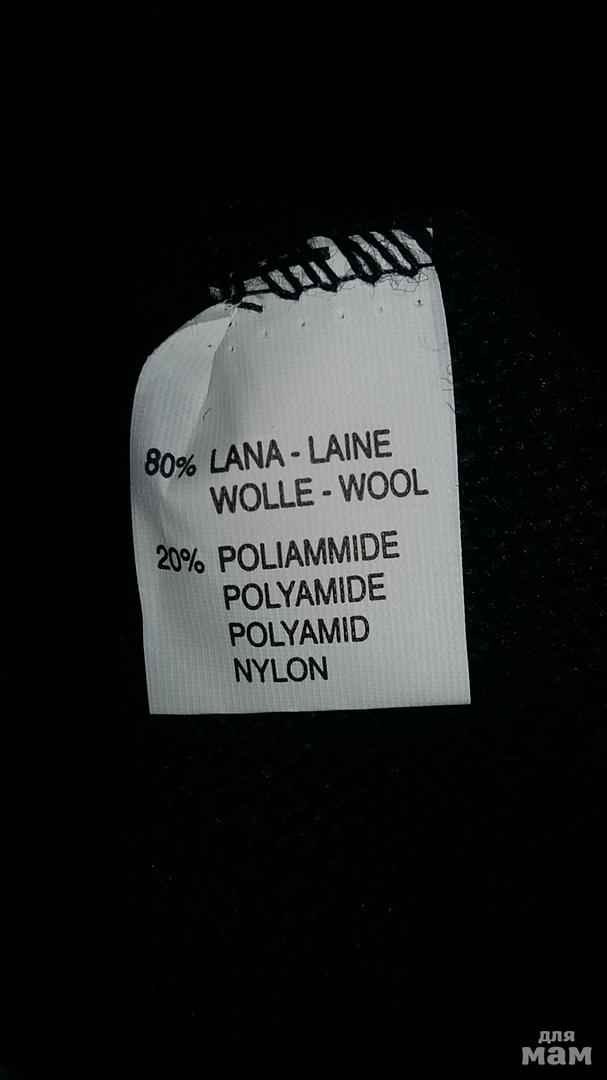 80% LANA - LAINE
WOLLE - WOOL
20% POLIAMMIDE
POLYAMIDE
POLYAMID
NYLON
для
мам